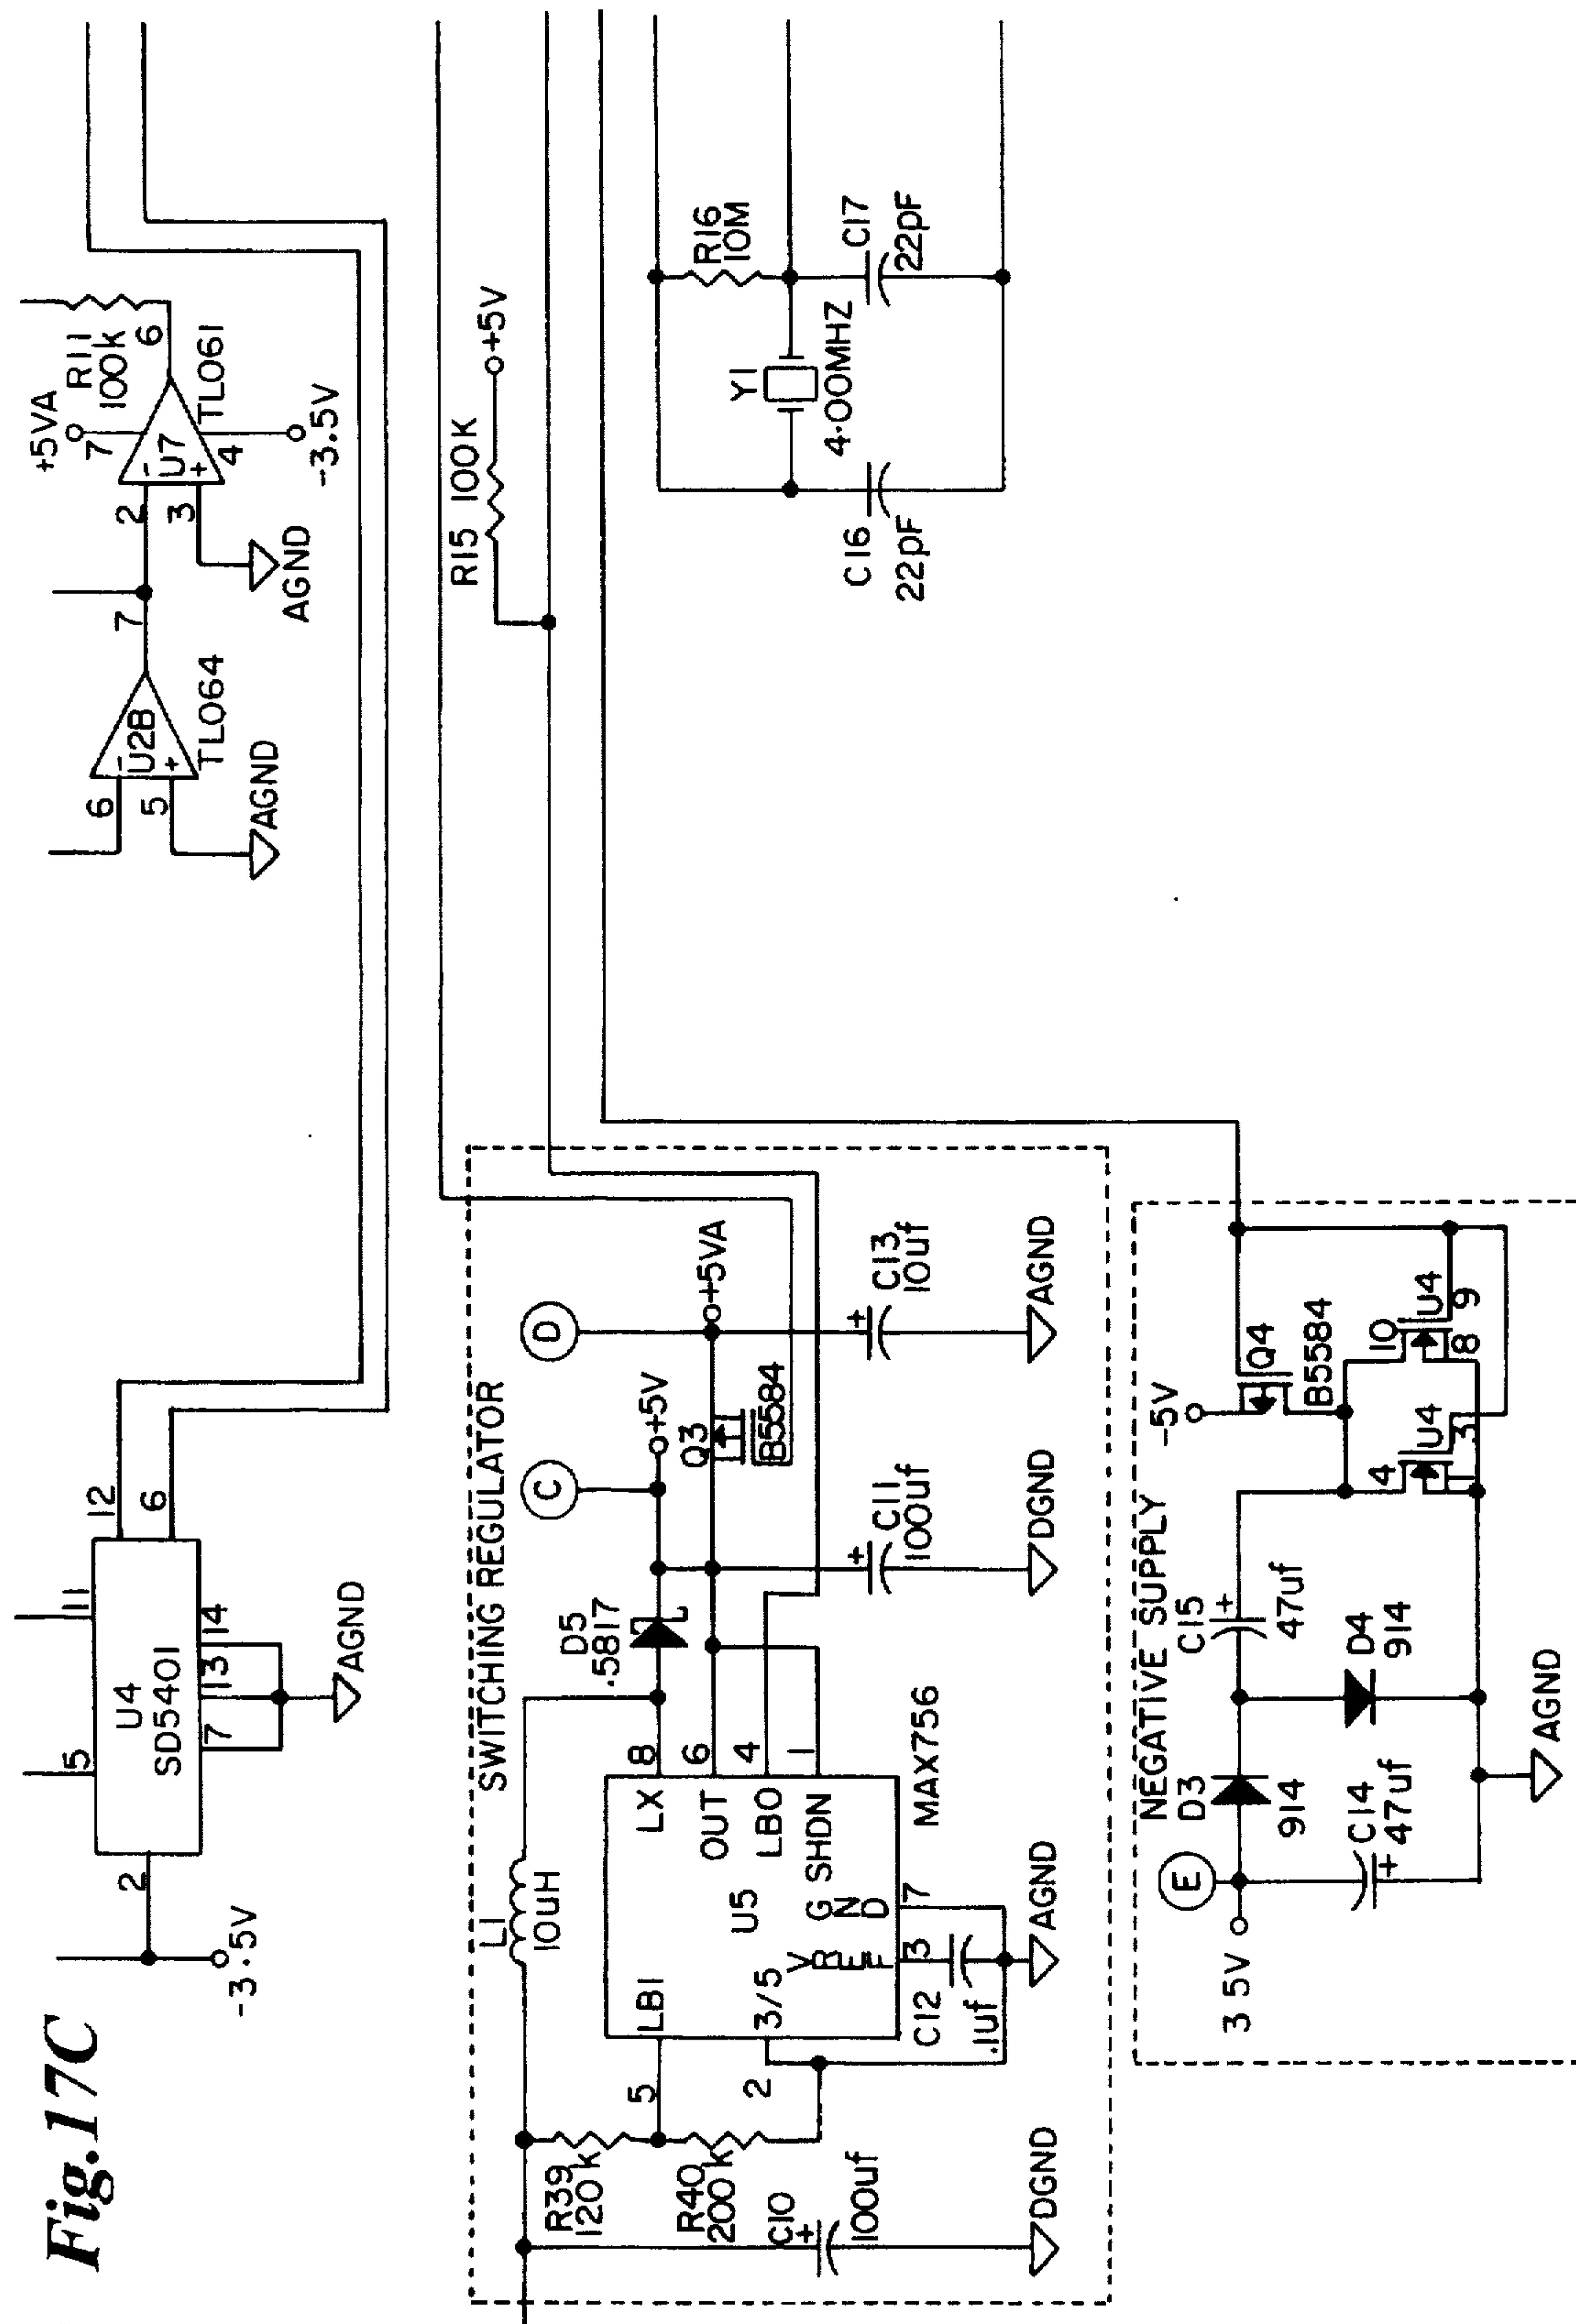 Fig.17C
-3.5V
2
5
11
U4
SD5401
7
13
14
12
6
AGND
6
5
-
U2B
+
TL064
AGND
7
2
3
-
U7
+
AGND
+5VA
7
4
R11
100k
6
TL061
-3.5V
R15 100K
+5V
C16
22pF
Y1
4.00MHZ
R16
10M
C17
22pF
SWITCHING REGULATOR
L1
10uH
R39
120k
R40
200k
C10
+
100uf
DGND
5
2
LBI
3/5
U5
V
R
E
F
G
N
D
LX
OUT
LBO
SHDN
8
6
4
1
3
7
MAX756
C12
.1uf
AGND
D5
.5817
C
+5V
D
Q3
B5584
+5VA
C11
+
100uf
DGND
C13
+
10uf
AGND
NEGATIVE SUPPLY
E
3 5V
D3
914
C14
+
47uf
C15
+
47uf
D4
914
AGND
-5V
Q4
B5584
4
U4
3
1
10
U4
9
8